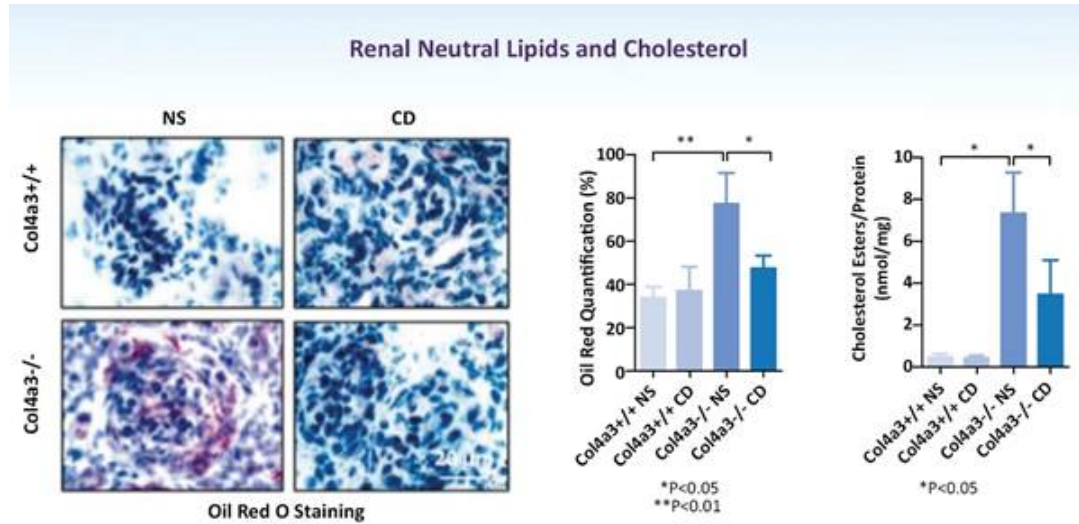 Renal Neutral Lipids and Cholesterol
NS
CD
Col4a3+/+
Col4a3-/-
Oil Red O Staining
Oil Red Quantification (%)
100
80
60
40
20
0
**
*
Col4a3+/+ NS
Col4a3+/+ CD
Col4a3-/- NS
Col4a3-/- CD
*P<0.05
**P<0.01
Cholesterol Esters/Protein
(nmol/mg)
10
8
6
4
2
0
*
*
Col4a3+/+ NS
Col4a3+/+ CD
Col4a3-/- NS
Col4a3-/- CD
*P<0.05